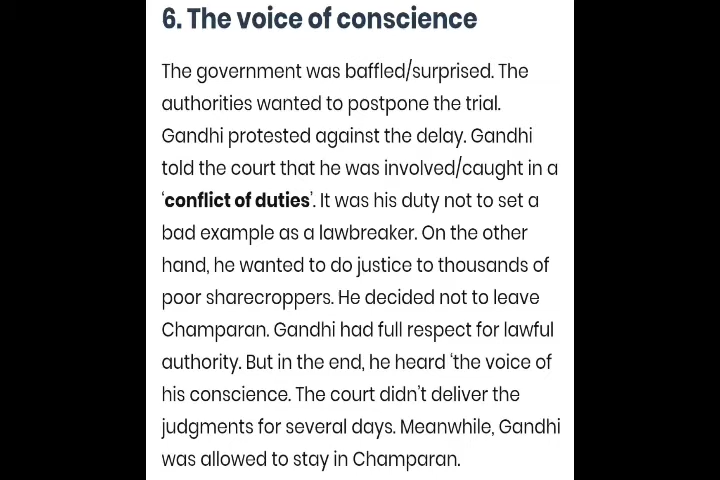 6. The voice of conscience
The government was baffled/surprised. The
authorities wanted to postpone the trial.
Gandhi protested against the delay. Gandhi
told the court that he was involved/caught in a
‘conflict of duties’. It was his duty not to set a
bad example as a lawbreaker. On the other
hand, he wanted to do justice to thousands of
poor sharecroppers. He decided not to leave
Champaran. Gandhi had full respect for lawful
authority. But in the end, he heard ‘the voice of
his conscience. The court didn’t deliver the
judgments for several days. Meanwhile, Gandhi
was allowed to stay in Champaran.